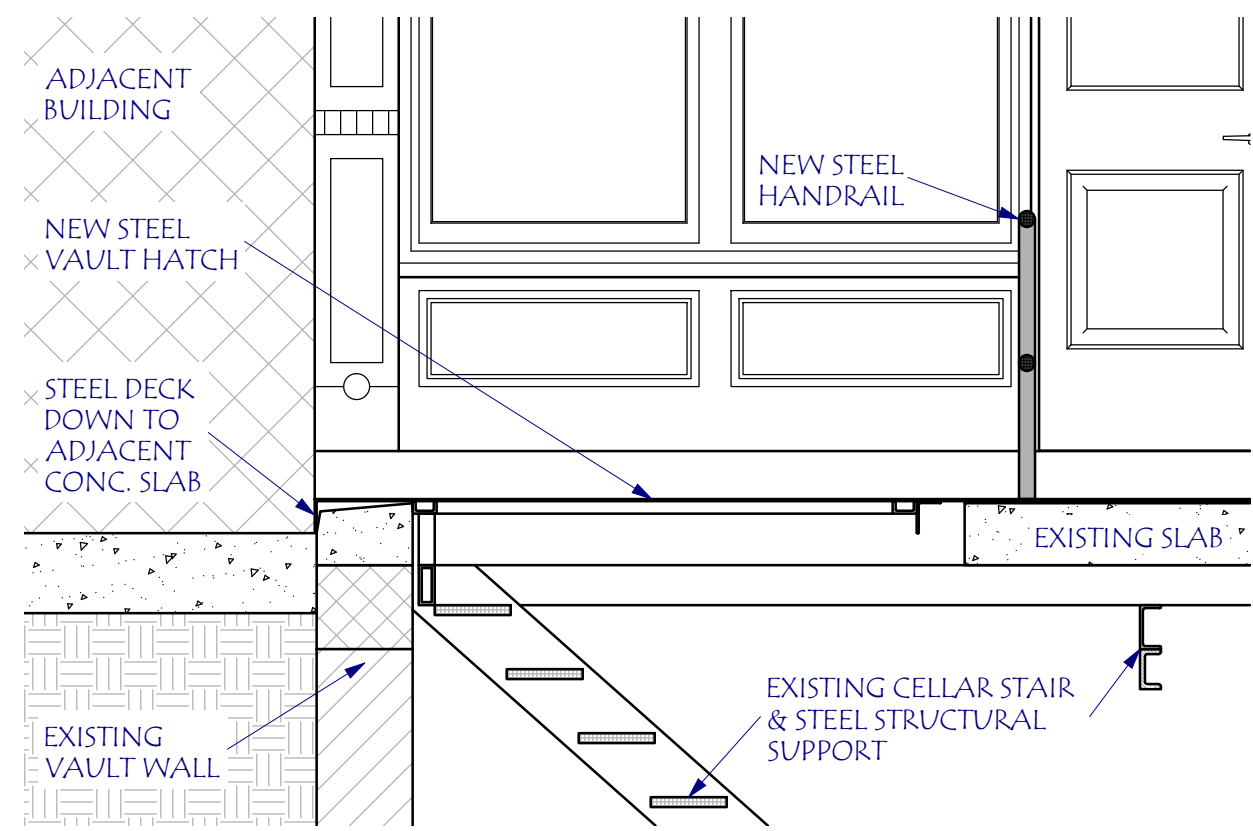 ADJACENT
BUILDING
NEW STEEL
HANDRAIL
NEW STEEL
VAULT HATCH
STEEL DECK
DOWN TO
ADJACENT
CONC. SLAB
EXISTING SLAB
EXISTING CELLAR STAIR
& STEEL STRUCTURAL
SUPPORT
EXISTING
VAULT WALL